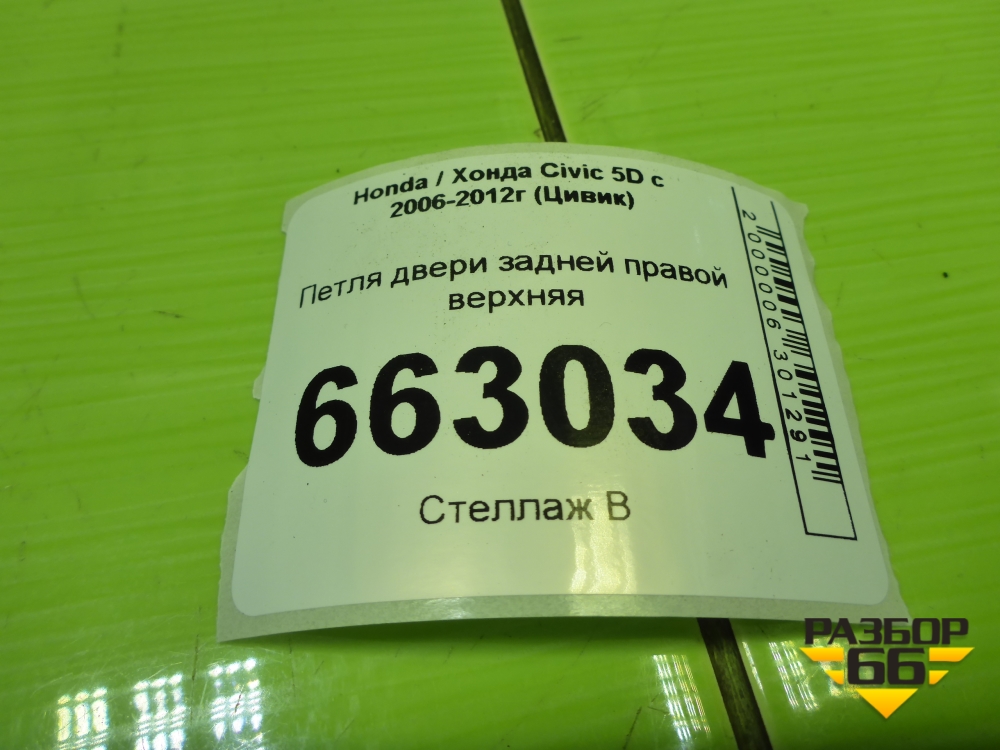 Honda / Хонда Civic 5D с
2006-2012г (Цивик)
Петля двери задней правой
верхняя
663034
Стеллаж В
2000006301291
РАЗБОР
66